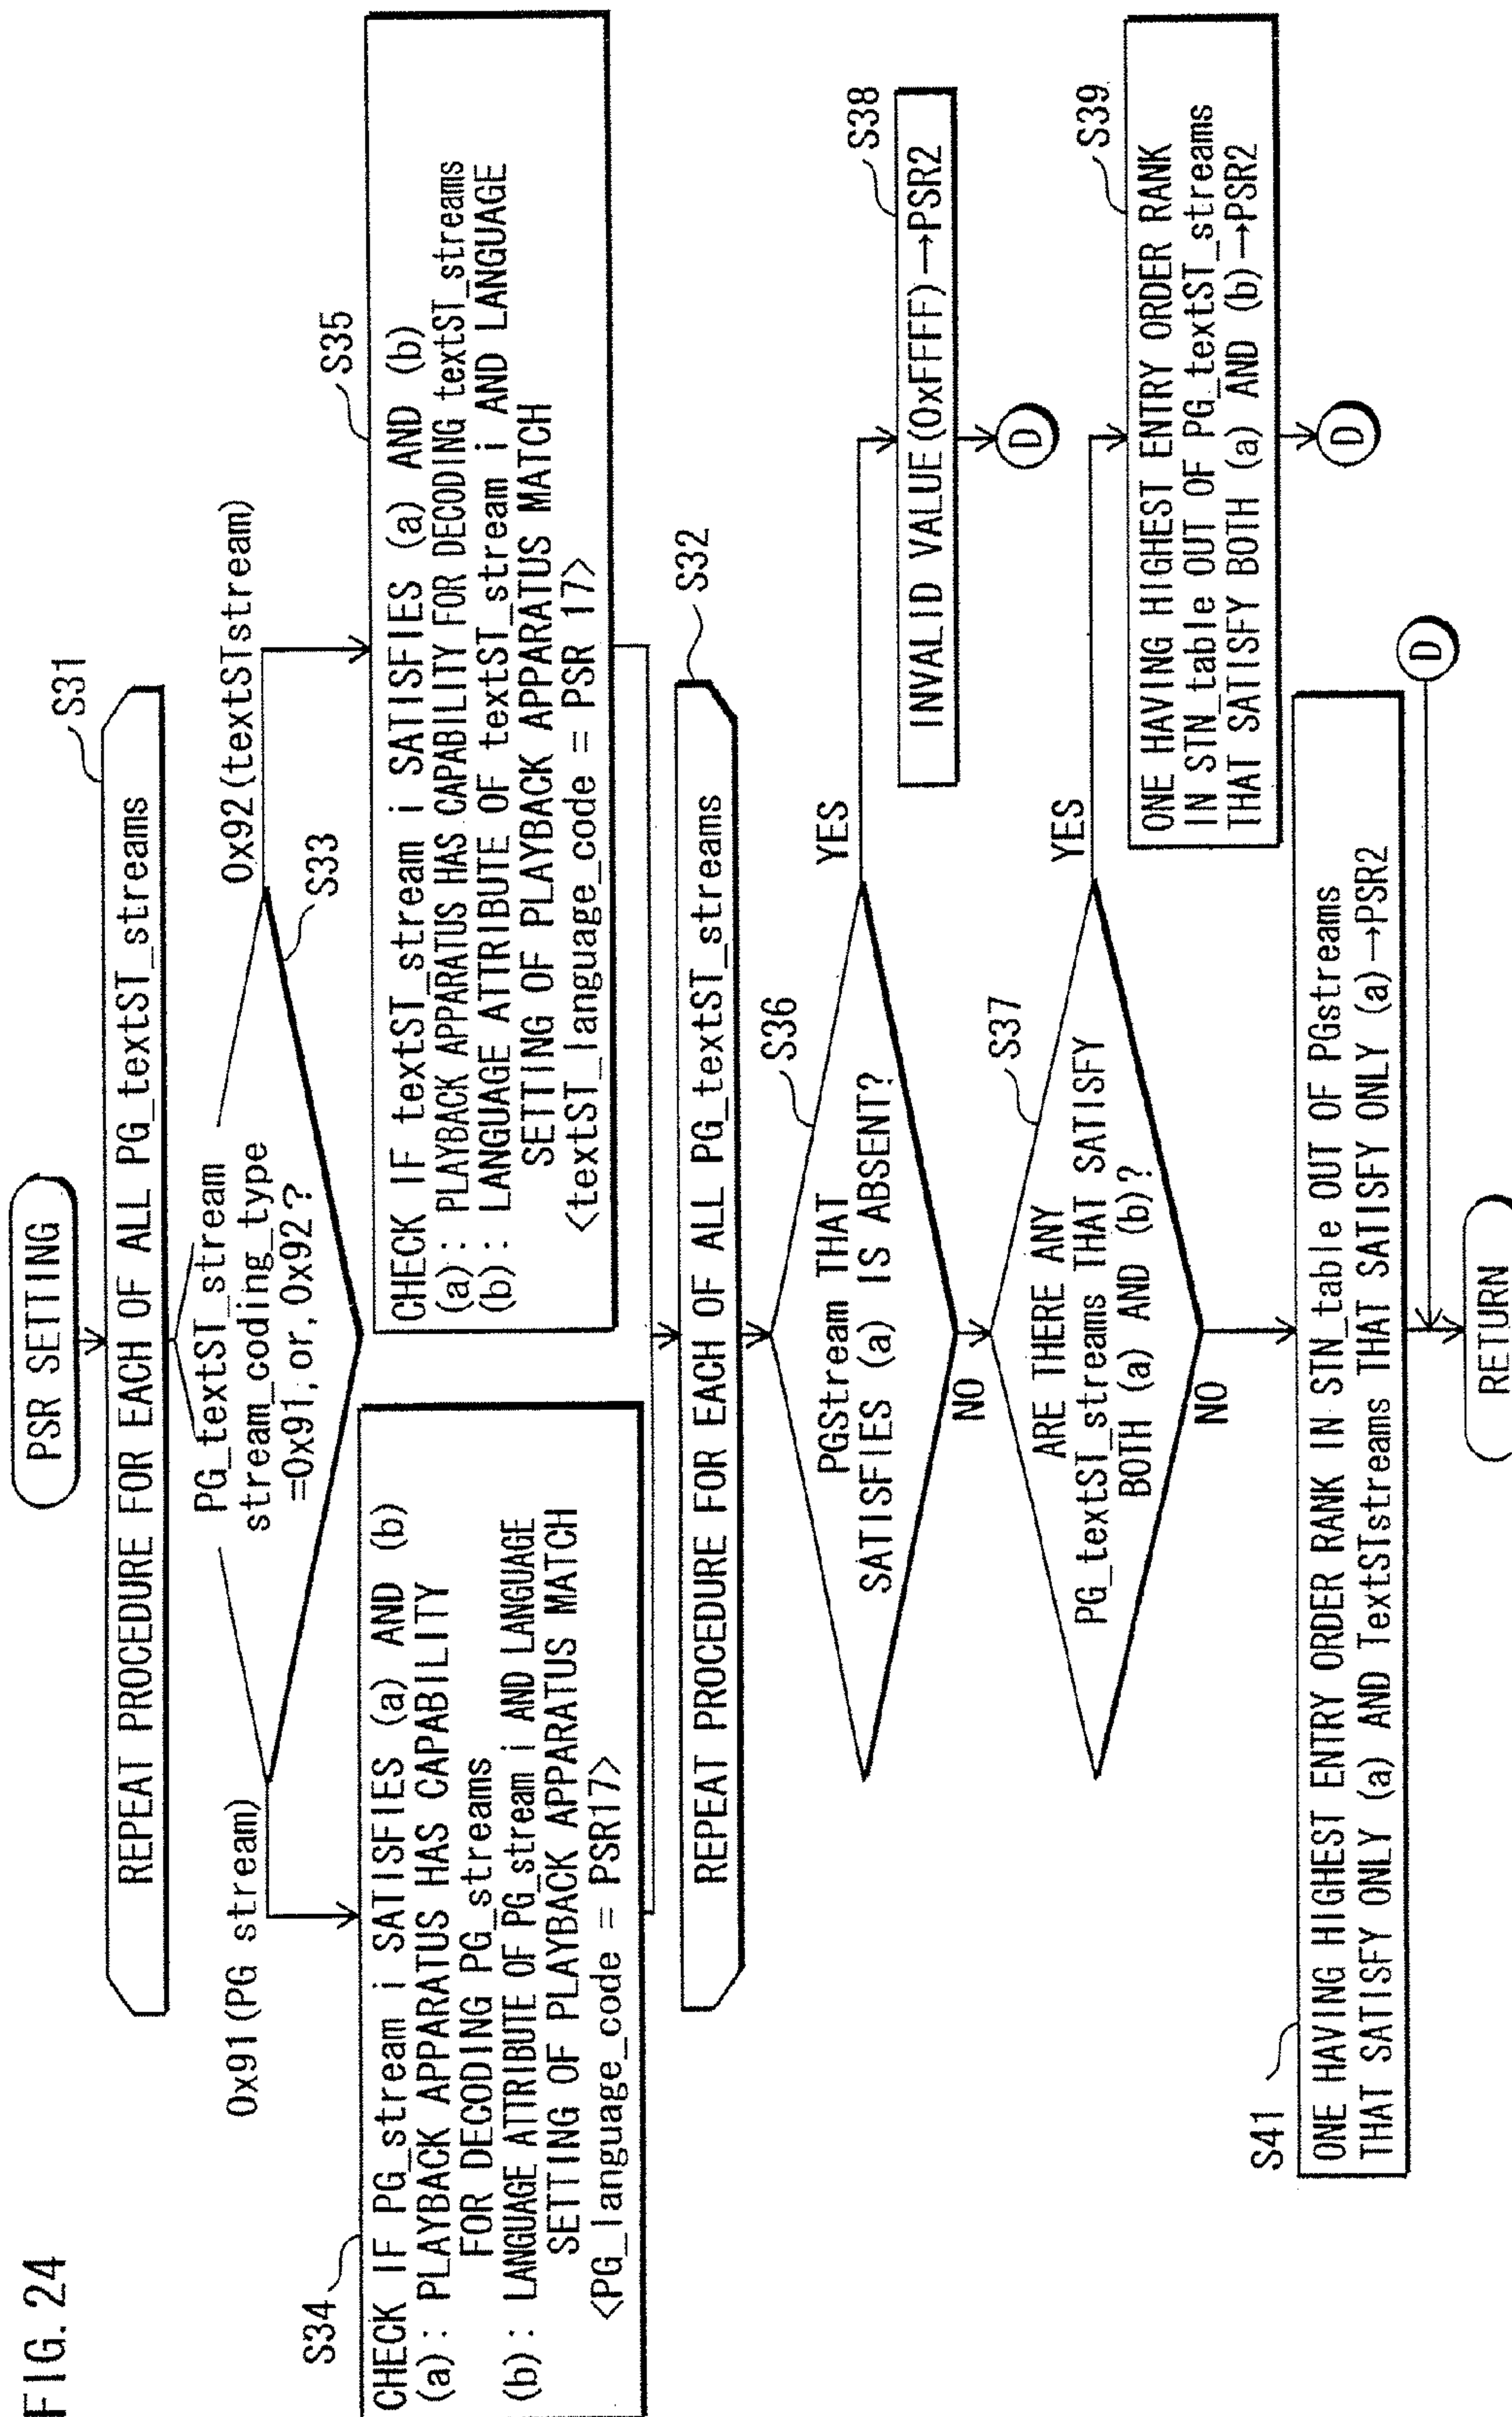 FIG. 24
PSR SETTING
S31
REPEAT PROCEDURE FOR EACH OF ALL PG_textST_streams
S33
PG_textST_stream
stream_coding_type
=0x91, or, 0x92?
0x91(PG stream)
0x92(textSTstream)
S34
CHECK IF PG_stream i SATISFIES (a) AND (b)
(a): PLAYBACK APPARATUS HAS CAPABILITY
FOR DECODING PG_streams
(b): LANGUAGE ATTRIBUTE OF PG_stream i AND LANGUAGE
SETTING OF PLAYBACK APPARATUS MATCH
<PG_language_code = PSR17>
S35
CHECK IF textST_stream i SATISFIES (a) AND (b)
(a): PLAYBACK APPARATUS HAS CAPABILITY FOR DECODING textST_streams
(b): LANGUAGE ATTRIBUTE OF textST_stream i AND LANGUAGE
SETTING OF PLAYBACK APPARATUS MATCH
<textST_language_code = PSR 17>
S32
REPEAT PROCEDURE FOR EACH OF ALL PG_textST_streams
S36
PGStream THAT
SATISFIES (a) IS ABSENT?
YES
NO
S38
INVALID VALUE(0xFFF)→PSR2
D
S37
ARE THERE ANY
PG_textST_streams THAT SATISFY
BOTH (a) AND (b)?
YES
NO
S39
ONE HAVING HIGHEST ENTRY ORDER RANK
IN STN_table OUT OF PG_textST_streams
THAT SATISFY BOTH (a) AND (b)→PSR2
D
S41
ONE HAVING HIGHEST ENTRY ORDER RANK IN STN_table OUT OF PGstreams
THAT SATISFY ONLY (a) AND TextSTstreams THAT SATISFY ONLY (a)→PSR2
D
RETURN